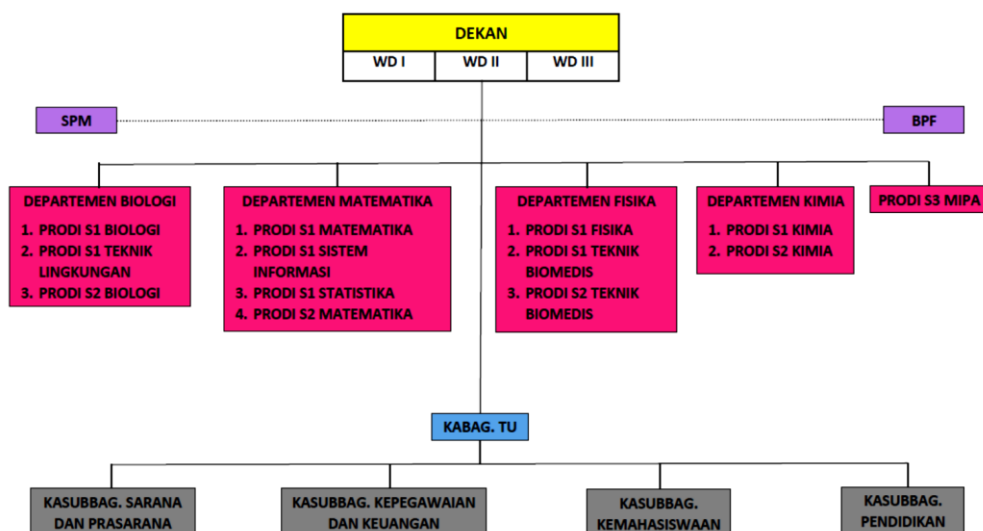 DEKAN
WD I
WD II
WD III
SPM
BPF
DEPARTEMEN BIOLOGI
1. PRODI S1 BIOLOGI
2. PRODI S1 TEKNIK
LINGKUNGAN
3. PRODI S2 BIOLOGI
DEPARTEMEN MATEMATIKA
1. PRODI S1 MATEMATIKA
2. PRODI S1 SISTEM
INFORMASI
3. PRODI S1 STATISTIKA
4. PRODI S2 MATEMATIKA
DEPARTEMEN FISIKA
1. PRODI S1 FISIKA
2. PRODI S1 TEKNIK
BIOMEDIS
3. PRODI S2 TEKNIK
BIOMEDIS
DEPARTEMEN KIMIA
1. PRODI S1 KIMIA
2. PRODI S2 KIMIA
PRODI S3 MIPA
KABAG. TU
KASUBBAG. SARANA
DAN PRASARANA
KASUBBAG. KEPEGAWAIAN
DAN KEUANGAN
KASUBBAG.
KEMAHASISWAAN
KASUBBAG.
PENDIDIKAN